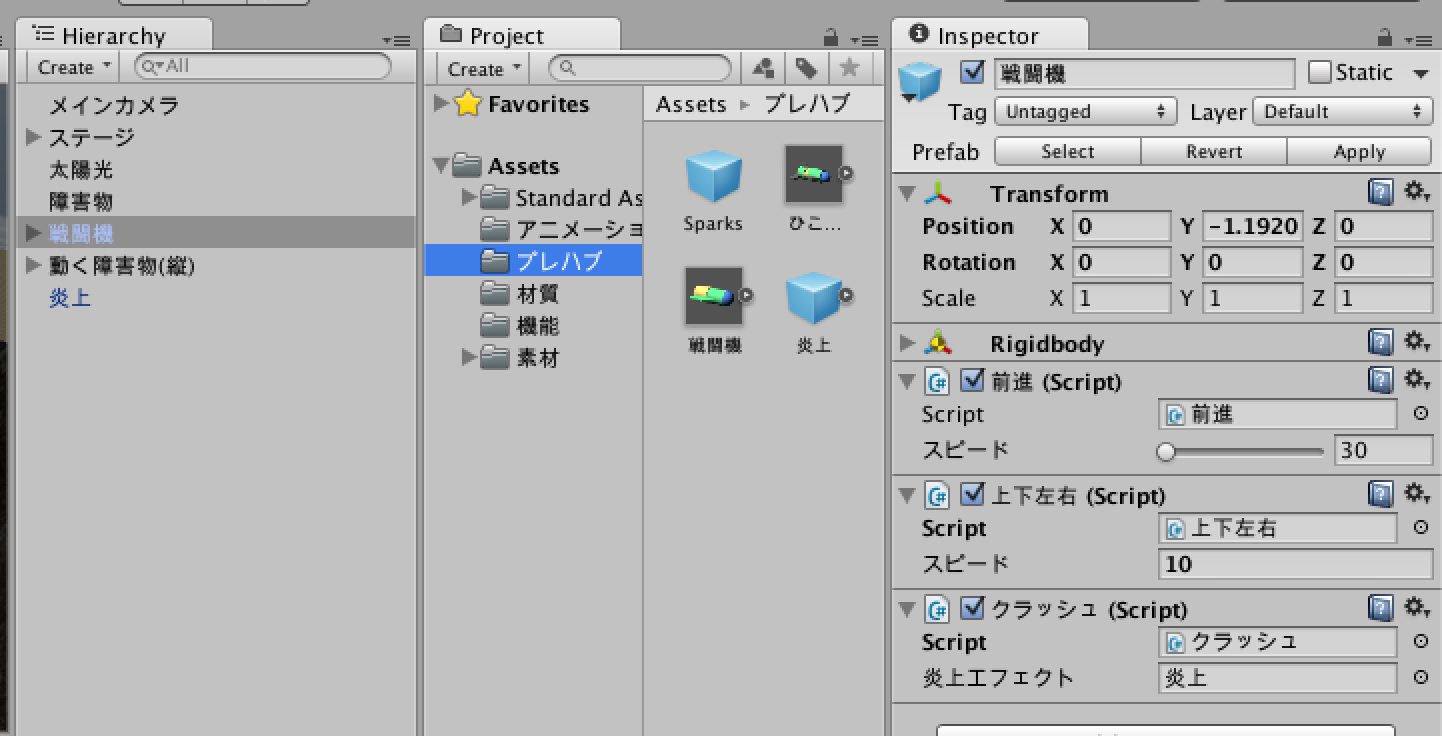 Hierarchy
Create
All
メインカメラ
ステージ
太陽光
障害物
戦闘機
動く障害物(縦)
炎上
Project
Create
Favorites
Assets
Standard As
アニメーショ
プレハブ
材質
機能
素材
Assets プレハブ
Sparks
ひこ...
戦闘機
炎上
Inspector
戦闘機
Static
Tag Untagged Layer Default
Prefab Select Revert Apply
Transform
Position X 0 Y -1.1920 Z 0
Rotation X 0 Y 0 Z 0
Scale X 1 Y 1 Z 1
Rigidbody
前進 (Script)
Script 前進
スピード 30
上下左右 (Script)
Script 上下左右
スピード 10
クラッシュ (Script)
Script クラッシュ
炎上エフェクト 炎上